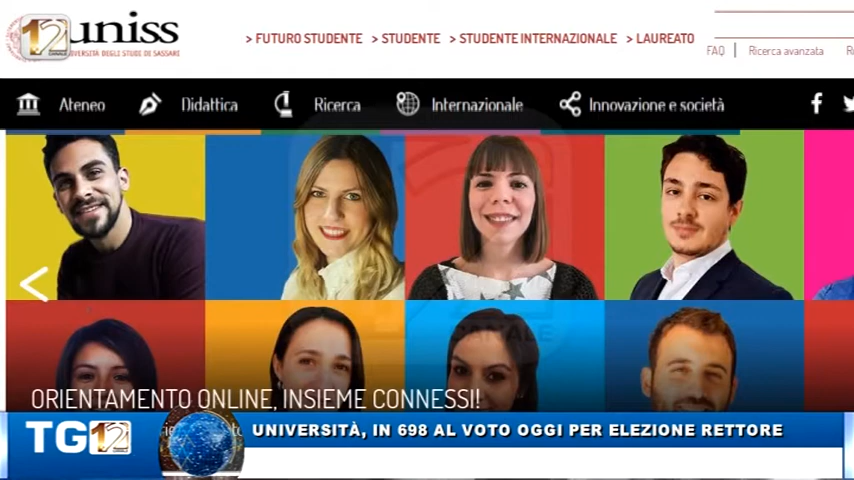 12
uniss
UNIVERSITÀ DEGLI STUDI DI SASSARI
> FUTURO STUDENTE > STUDENTE > STUDENTE INTERNAZIONALE > LAUREATO
FAQ | Ricerca avanzata
Ateneo Didattica Ricerca Internazionale Innovazione e società
ORIENTAMENTO ONLINE, INSIEME CONNESSI!
TG12 UNIVERSITÀ, IN 698 AL VOTO OGGI PER ELEZIONE RETTORE